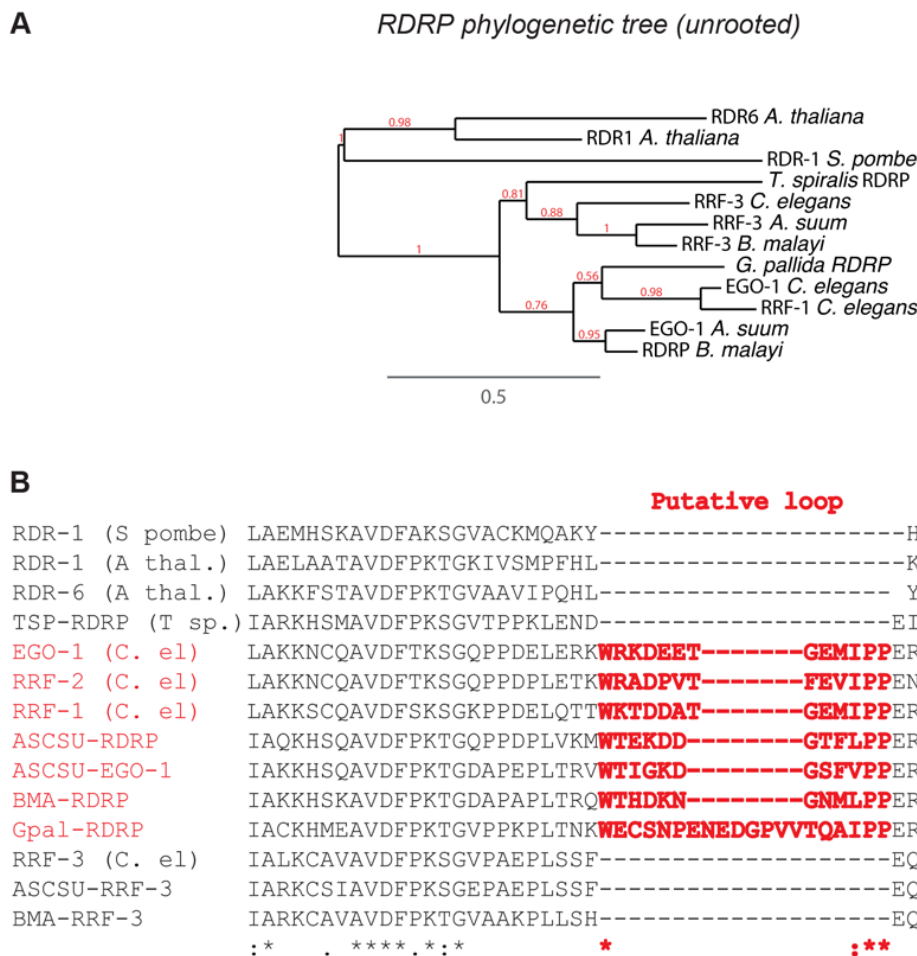 A
RDRP phylogenetic tree (unrooted)
0.98
RDR6 A. thaliana
1
RDR1 A. thaliana
RDR-1 S. pombe
T. spiralis RDRP
0.81
RRF-3 C. elegans
0.88
RRF-3 A. suum
1
RRF-3 B. malayi
1
G. pallida RDRP
0.56
EGO-1 C. elegans
0.98
RRF-1 C. elegans
0.76
EGO-1 A. suum
0.95
RDRP B. malayi
0.5
B
Putative loop
RDR-1 (S pombe) LAEMHSKAVDFAKSGVACKMQAKY--------------------H
RDR-1 (A thal.) LAELAATAVDFPKTGKIVSMPFHL--------------------K
RDR-6 (A thal.) LAKKFSTAVDFPKTGVAAVIPQHL-------------------- Y
TSP-RDRP (T sp.) IARKHSMAVDFPKSGVTPPKLEND--------------------EI
EGO-1 (C. el) LAKKNCQAVDFTKSGQPPDELERKWRKDEET-------GEMIPPER
RRF-2 (C. el) LAKKNCQAVDFTKSGQPPDPLETKWRADPVT-------FEVIPPEN
RRF-1 (C. el) LAKKSCQAVDFSKSGKPPDELQTTWKTDDAT-------GEMIPPER
ASCSU-RDRP IAQKHSQAVDFPKTGQPPDPLVKMWTEKDD--------GTFLPPER
ASCSU-EGO-1 IAKKHSQAVDFPKTGDAPEPLTRVWTIGKD--------GSFVPPER
BMA-RDRP IAKKHSKAVDFPKTGDAPAPLTRQWTHDKN--------GNMLPPER
Gpal-RDRP IACKHMEAVDFPKTGVPPKPLTNKWECSNPENEDGPVVTQAIPPER
RRF-3 (C. el) IALKCAVAVDFPKSGVPAEPLSSF--------------------EQ
ASCSU-RRF-3 IARKCSIAVDFPKSGEPAEPLSSF--------------------EQ
BMA-RRF-3 IARKCAVAVDFPKTGVAAKPLLSH--------------------EQ
:* . ****.*:* * :**